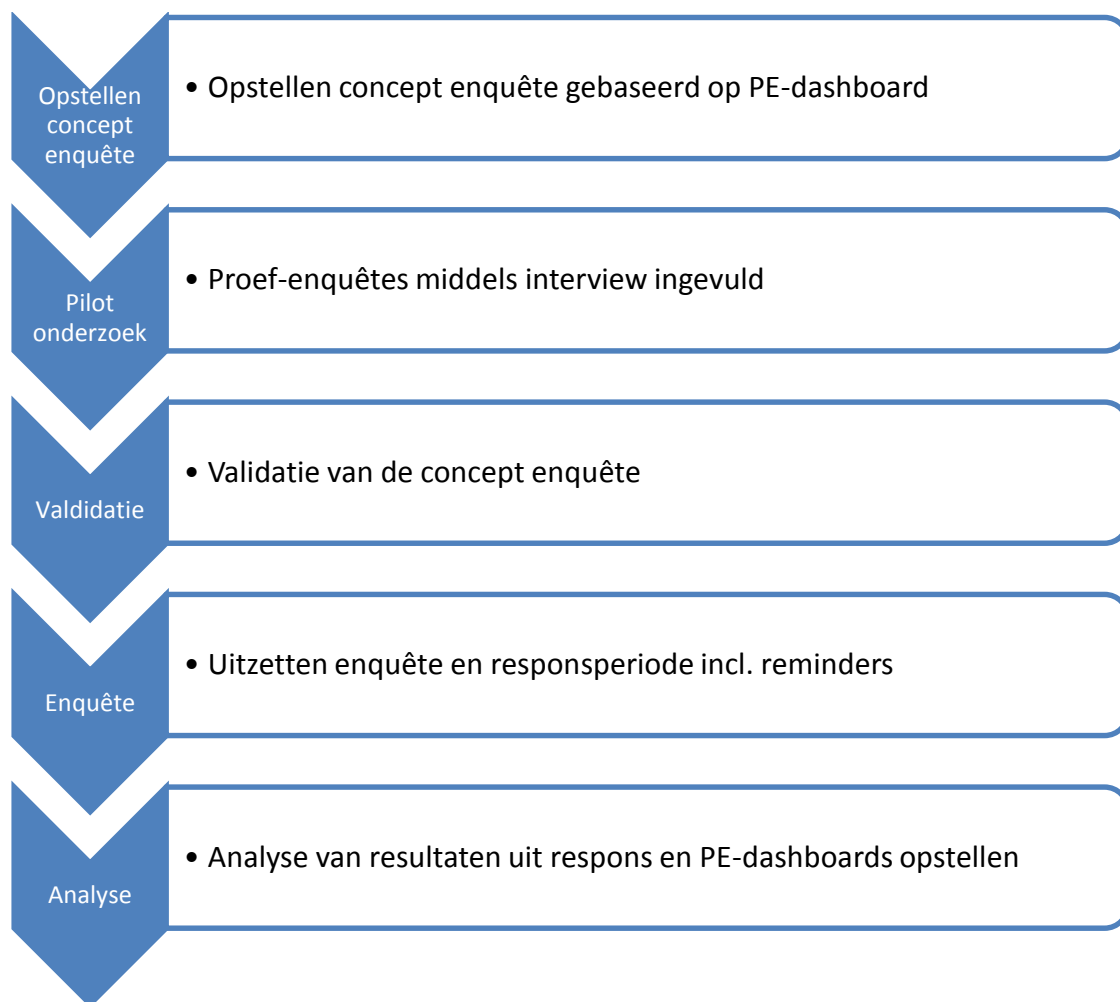 Opstellen
concept
enquête
• Opstellen concept enquête gebaseerd op PE-dashboard
Pilot
onderzoek
• Proef-enquêtes middels interview ingevuld
Valdidatie
• Validatie van de concept enquête
Enquête
• Uitzetten enquête en responsperiode incl. reminders
Analyse
• Analyse van resultaten uit respons en PE-dashboards opstellen